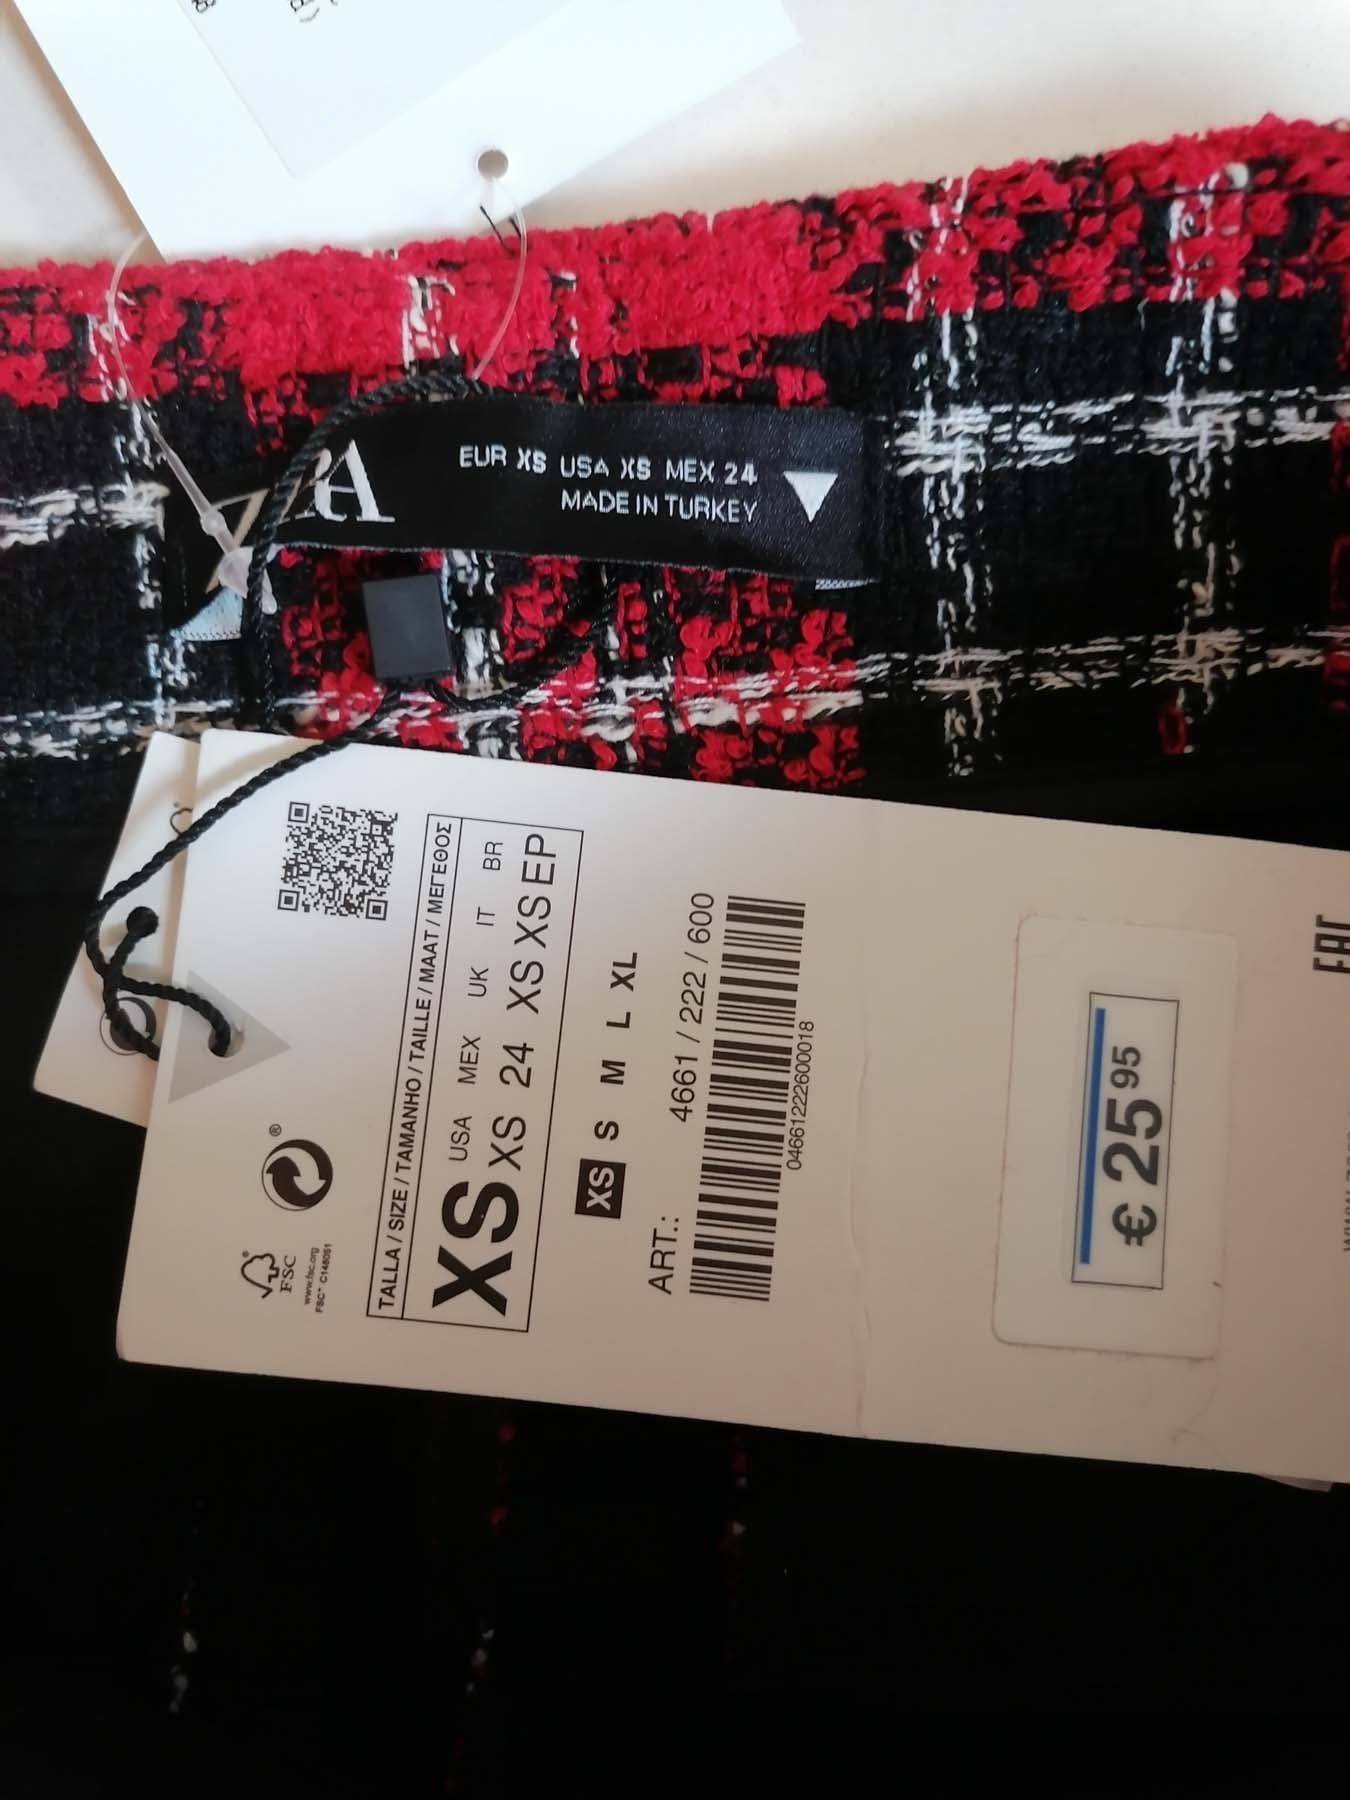 EUR XS USA XS MEX 24
MADE IN TURKEY
TALLA / SIZE / TAMANHO / TAILLE / MAAT / ΜΕΓΕΘΟΣ
USA MEX UK IT BR
XS XS 24 XS XS EP
XS S M L XL
ART.: 4661 / 222 / 600
04661222600018
€ 25 95
®
FSC
www.fsc.org
FSC® C148051